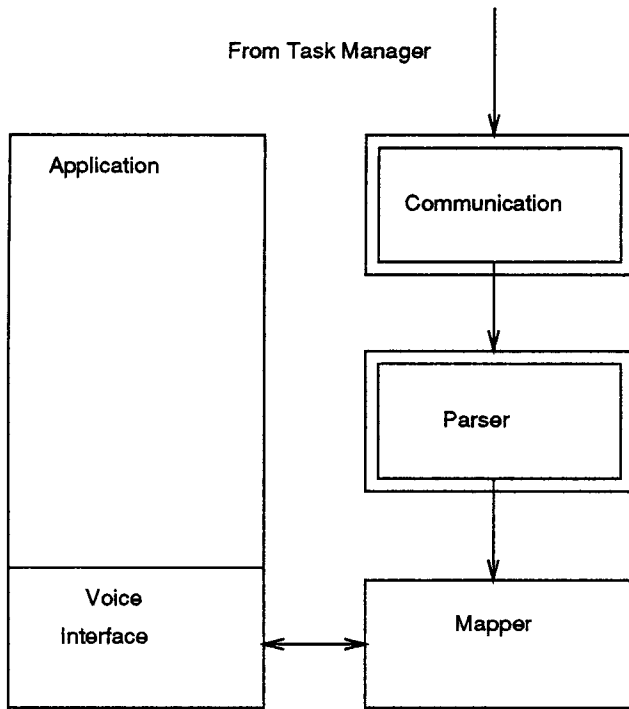 From Task Manager
Application
Communication
Parser
Voice
Interface
Mapper